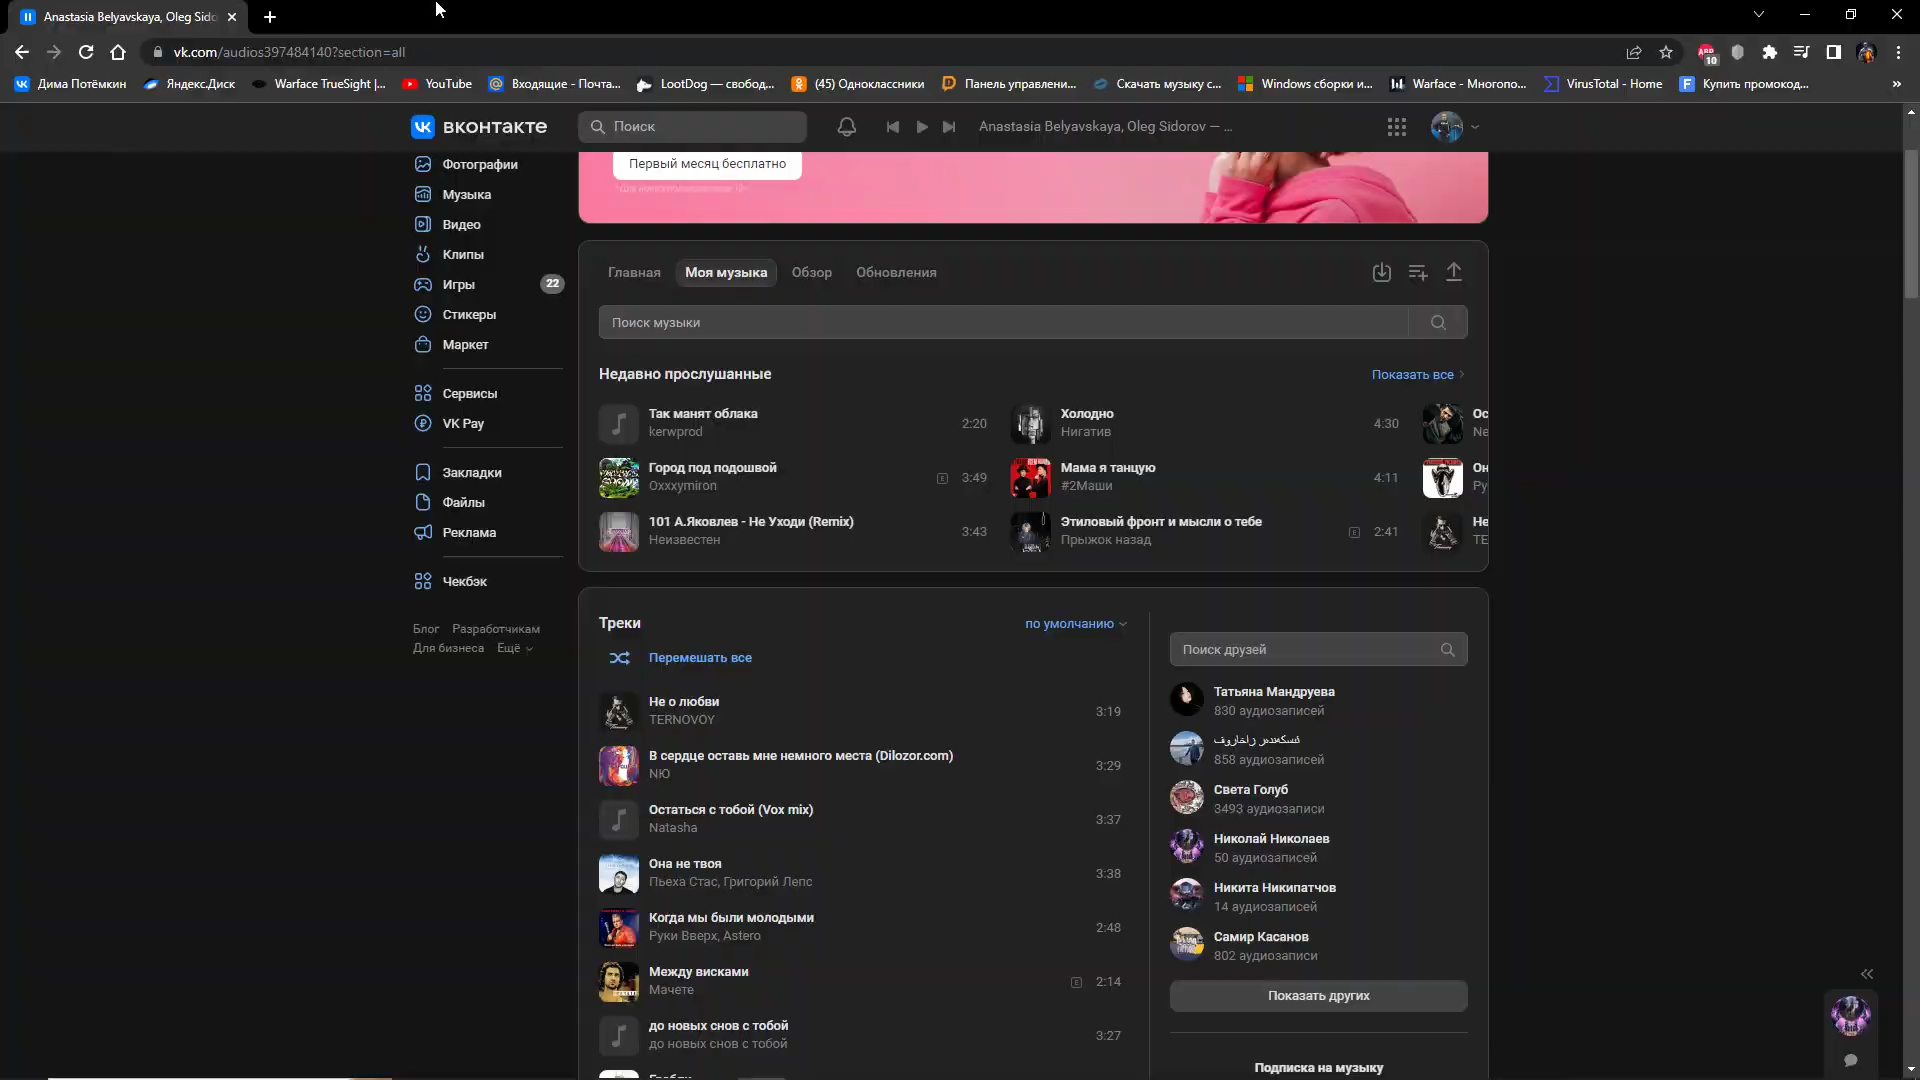 Anastasia Belyavskaya, Oleg Sido
vk.com/audios397484140?section=all
10
Дима Потёмкин
Яндекс.Диск
Warface TrueSight |...
YouTube
Входящие - Почта...
LootDog — свобод...
(45) Одноклассники
Панель управлени...
Скачать музыку с...
Windows сборки и...
Warface - Многопо...
VirusTotal - Home
Купить промокод...
вконтакте
Поиск
Anastasia Belyavskaya, Oleg Sidorov — ...
Фотографии
Музыка
Видео
Клипы
Игры
22
Стикеры
Маркет
Сервисы
VK Pay
Закладки
Файлы
Реклама
Чекбэк
Блог Разработчикам
Для бизнеса Ещё
Первый месяц бесплатно
Главная
Моя музыка
Обзор
Обновления
Поиск музыки
Недавно прослушанные
Показать все
Так манят облака
kerwprod
2:20
Холодно
Нигатив
4:30
Ос
Ne
Город под подошвой
Oxxxymiron
E 3:49
Мама я танцую
#2Маши
4:11
Он
Ру
101 А.Яковлев - Не Уходи (Remix)
Неизвестен
3:43
Этиловый фронт и мысли о тебе
Прыжок назад
E 2:41
Не
TE
Треки
по умолчанию
Перемешать все
Не о любви
TERNOVOY
3:19
В сердце оставь мне немного места (Dilozor.com)
NЮ
3:29
Остаться с тобой (Vox mix)
Natasha
3:37
Она не твоя
Пьеха Стас, Григорий Лепс
3:38
Когда мы были молодыми
Руки Вверх, Astero
2:48
Между висками
Мачете
E 2:14
до новых снов с тобой
до новых снов с тобой
3:27
Поиск друзей
Татьяна Мандруева
830 аудиозаписей
858 аудиозаписей
Света Голуб
3493 аудиозаписи
Николай Николаев
50 аудиозаписей
Никита Никипатчов
14 аудиозаписей
Самир Касанов
802 аудиозаписи
Показать других
Подписка на музыку